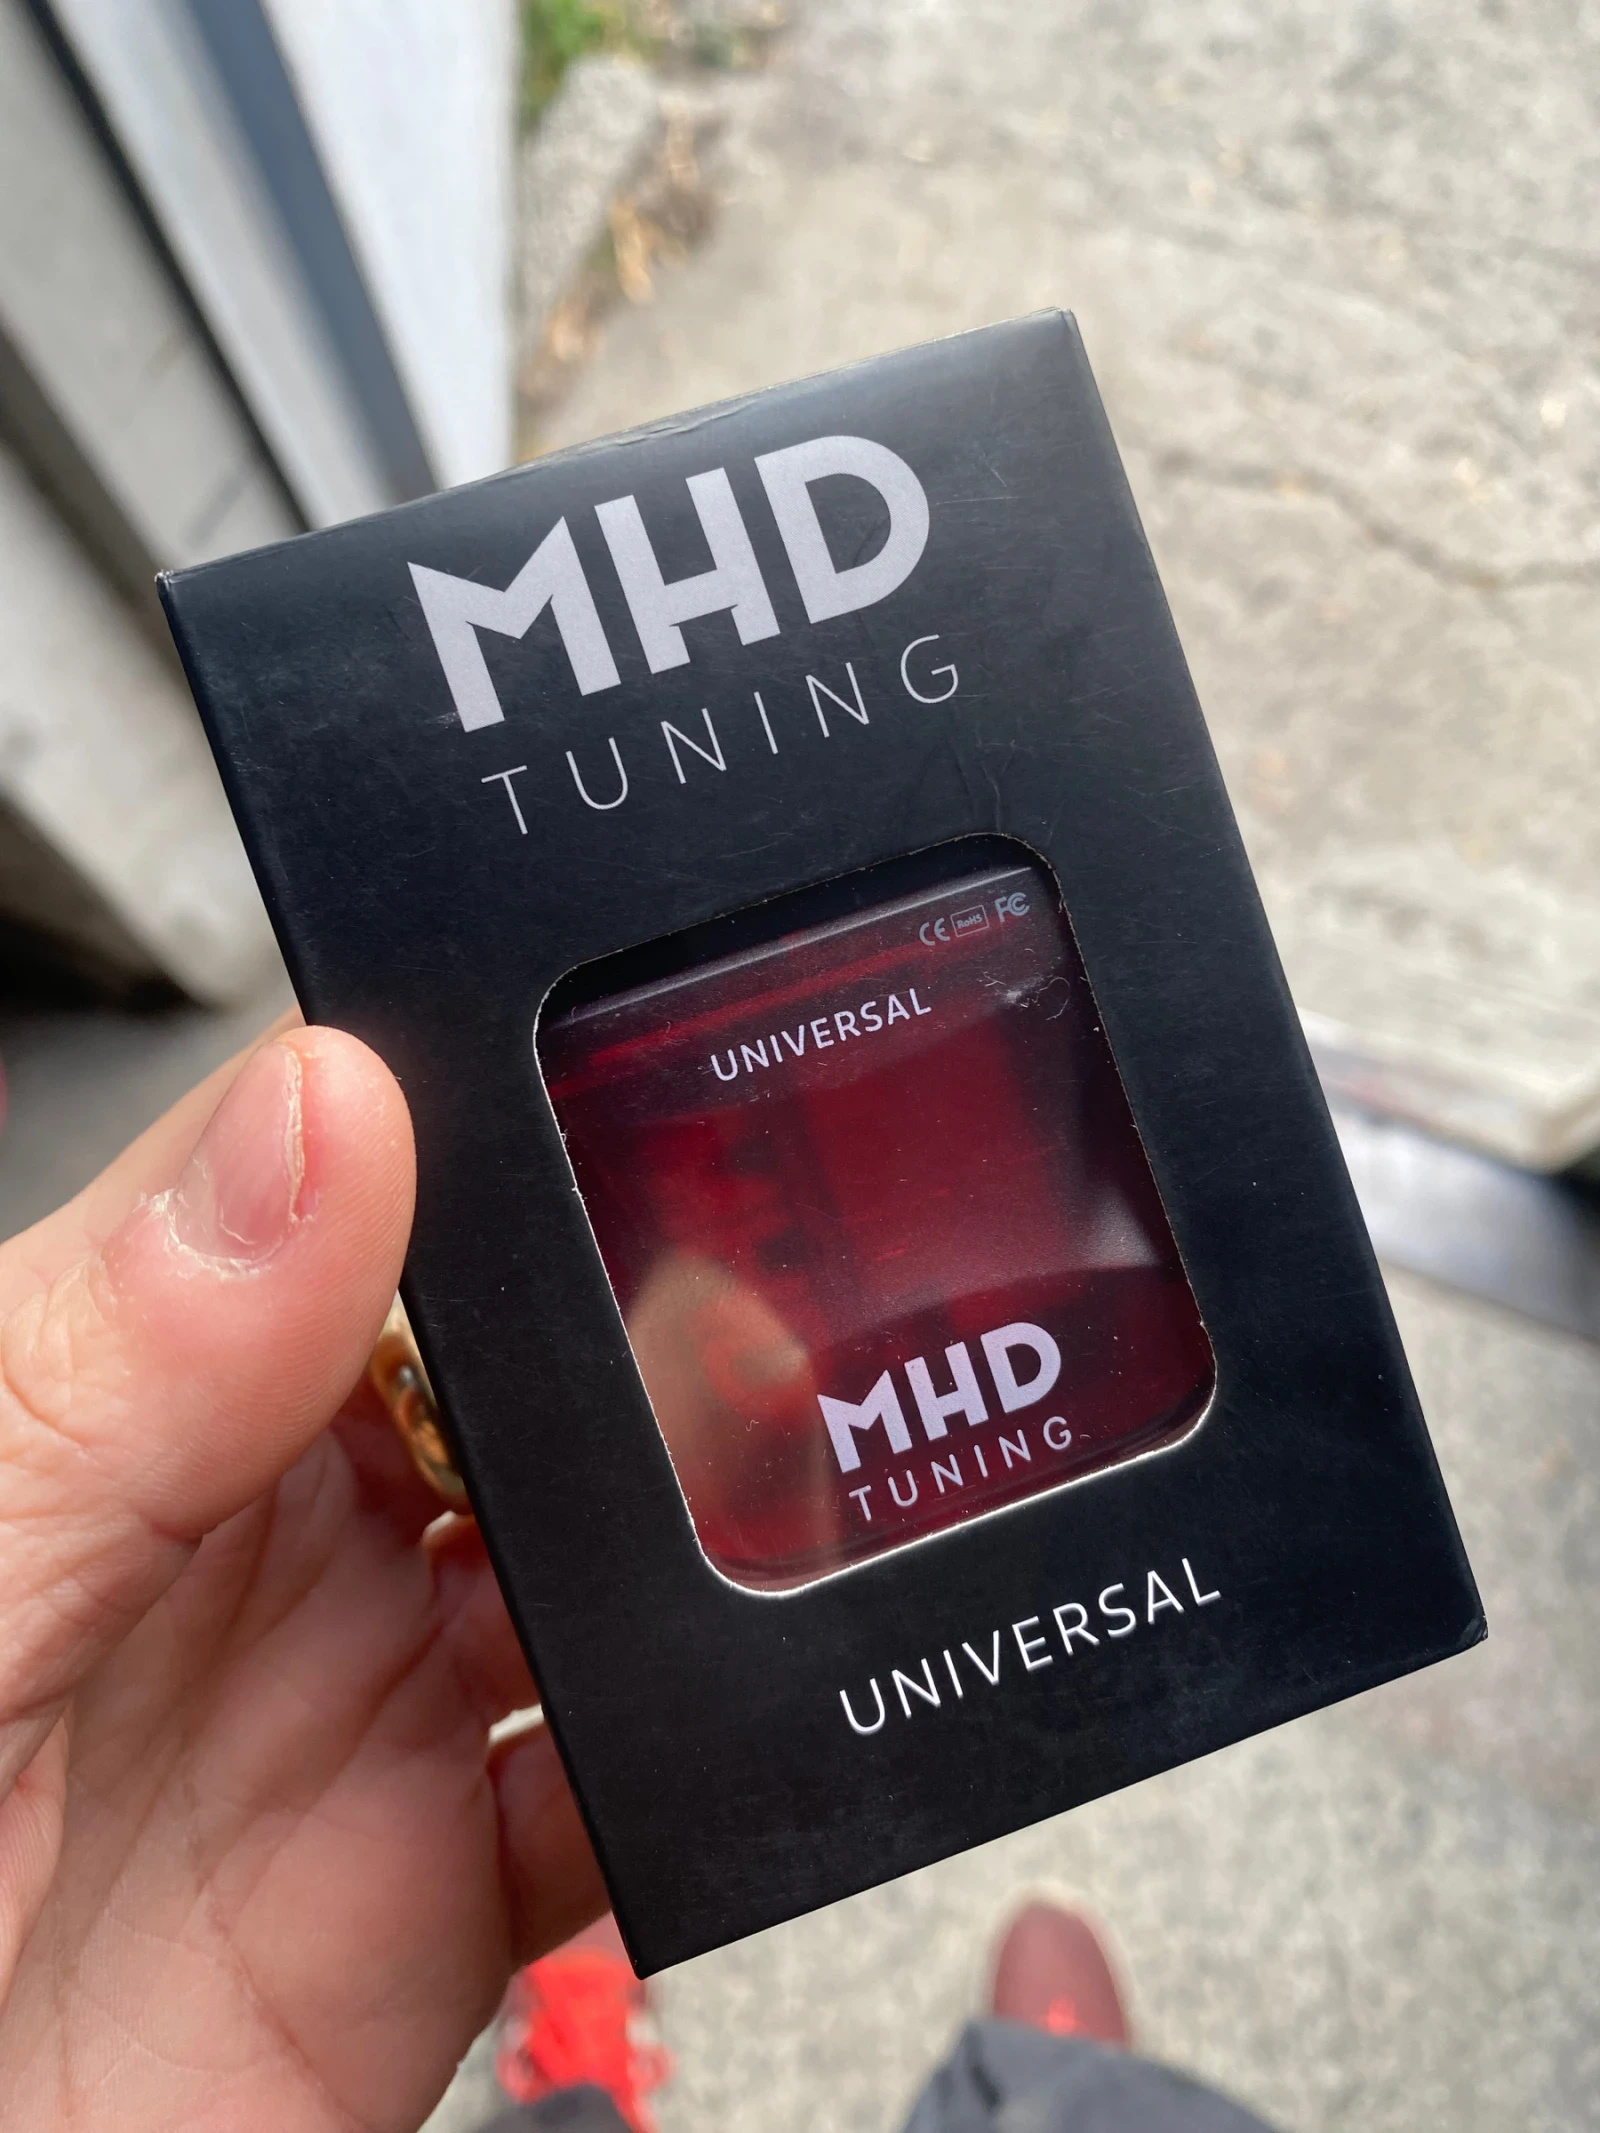 MHD
TUNING
CE RoHS FC
UNIVERSAL
MHD
TUNING
UNIVERSAL